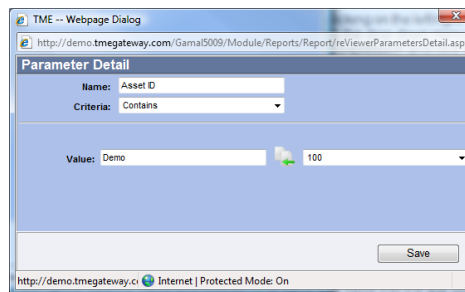 TME -- Webpage Dialog
http://demo.tmegateway.com/Gamal5009/Module/Reports/Report/reViewerParametersDetail.asp
Parameter Detail
Name: Asset ID
Criteria: Contains
Value: Demo 100
Save
http://demo.tmegateway.c Internet | Protected Mode: On